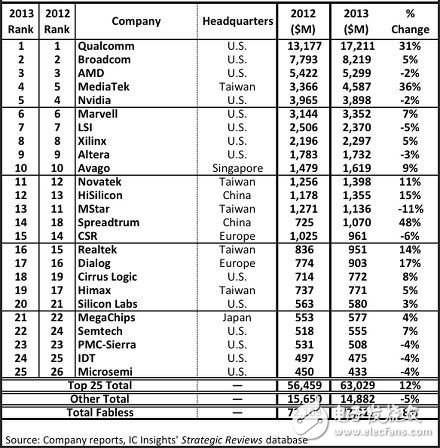 2013 Rank 2012 Rank Company Headquarters 2012 ($M) 2013 ($M) % Change
1 1 Qualcomm U.S. 13,177 17,211 31%
2 2 Broadcom U.S. 7,793 8,219 5%
3 3 AMD U.S. 5,422 5,299 -2%
4 5 MediaTek Taiwan 3,366 4,587 36%
5 4 Nvidia U.S. 3,965 3,898 -2%
6 6 Marvell U.S. 3,144 3,352 7%
7 7 LSI U.S. 2,506 2,370 -5%
8 8 Xilinx U.S. 2,196 2,297 5%
9 9 Altera U.S. 1,783 1,732 -3%
10 10 Avago Singapore 1,479 1,619 9%
11 12 Novatek Taiwan 1,256 1,398 11%
12 13 HiSilicon China 1,178 1,355 15%
13 11 MStar Taiwan 1,271 1,136 -11%
14 18 Spreadtrum China 725 1,070 48%
15 14 CSR Europe 1,025 961 -6%
16 15 Realtek Taiwan 836 951 14%
17 16 Dialog Europe 774 903 17%
18 19 Cirrus Logic U.S. 714 772 8%
19 17 Himax Taiwan 737 771 5%
20 21 Silicon Labs U.S. 563 580 3%
21 22 MegaChips Japan 553 577 4%
22 24 Semtech U.S. 518 555 7%
23 23 PMC-Sierra U.S. 531 508 -4%
24 25 IDT U.S. 497 475 -4%
25 26 Microsemi U.S. 450 433 -4%
Top 25 Total — 56,459 63,029 12%
Other Total — 14,882 -5%
Total Fabless —
Source: Company reports, IC Insights' Strategic Reviews database